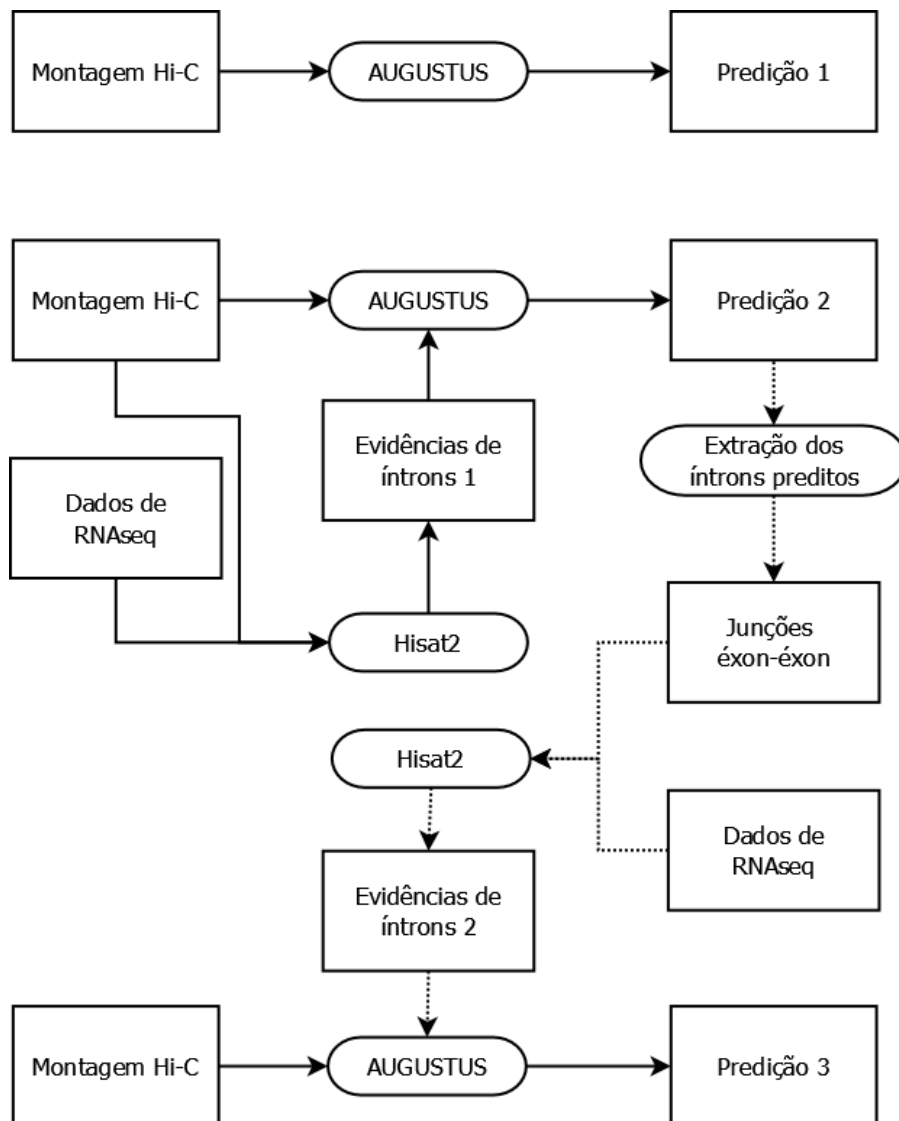 Montagem Hi-C
AUGUSTUS
Predição 1
Montagem Hi-C
AUGUSTUS
Predição 2
Evidências de
íntrons 1
Extração dos
íntrons preditos
Dados de
RNAseq
Hisat2
Junções
éxon-éxon
Hisat2
Dados de
RNAseq
Evidências de
íntrons 2
Montagem Hi-C
AUGUSTUS
Predição 3